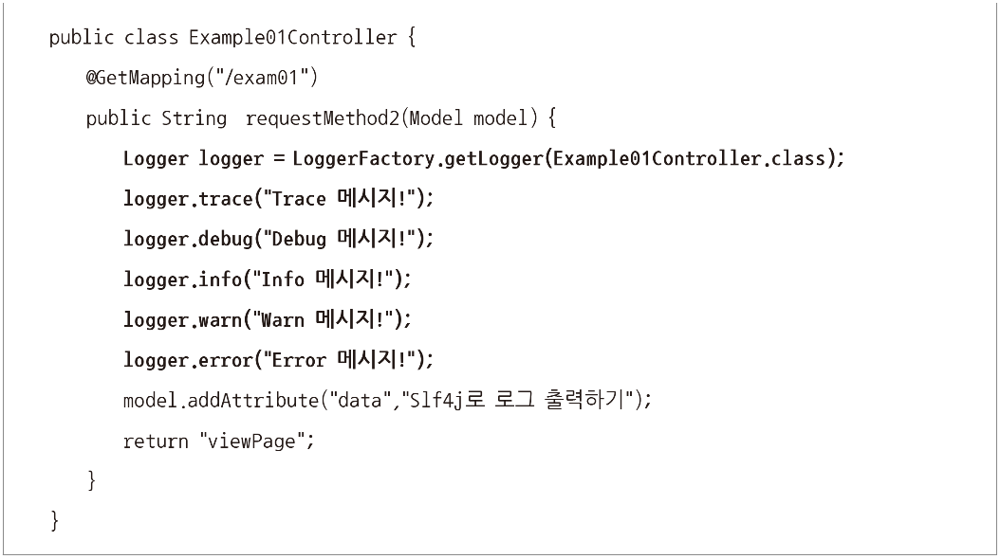 public class Example01Controller {
@GetMapping("/exam01")
public String requestMethod2(Model model) {
Logger logger = LoggerFactory.getLogger(Example01Controller.class);
logger.trace("Trace 메시지!");
logger.debug("Debug 메시지!");
logger.info("Info 메시지!");
logger.warn("Warn 메시지!");
logger.error("Error 메시지!");
model.addAttribute("data","Slf4j로 로그 출력하기");
return "viewPage";
}
}